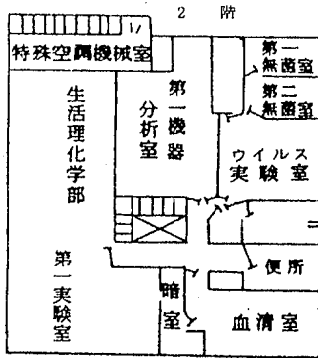 2 階
特殊空調機械室
第一無菌室
第二無菌室
第一機器分析室
生活理化学部
ウイルス実験室
第一実験室
暗室
便所
血清室